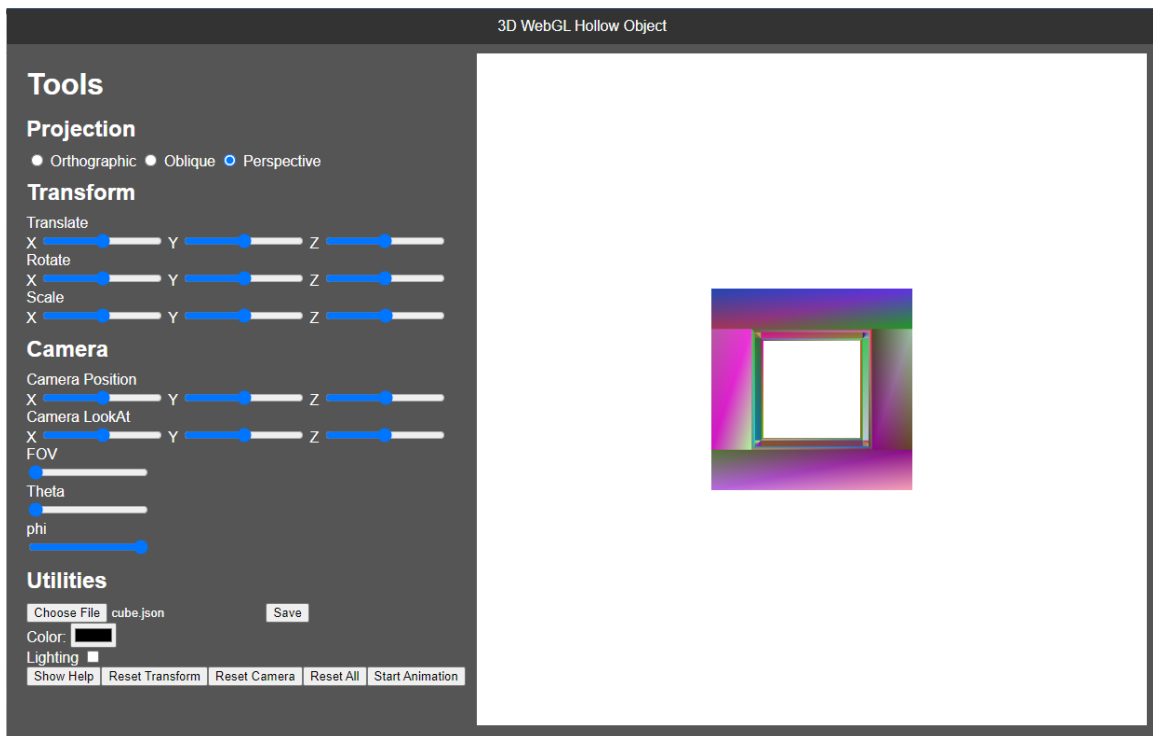 3D WebGL Hollow Object
Tools
Projection
Orthographic Oblique Perspective
Transform
Translate
X Y Z
Rotate
X Y Z
Scale
X Y Z
Camera
Camera Position
X Y Z
Camera LookAt
X Y Z
FOV
Theta
phi
Utilities
Choose File cube.json Save
Color:
Lighting
Show Help Reset Transform Reset Camera Reset All Start Animation